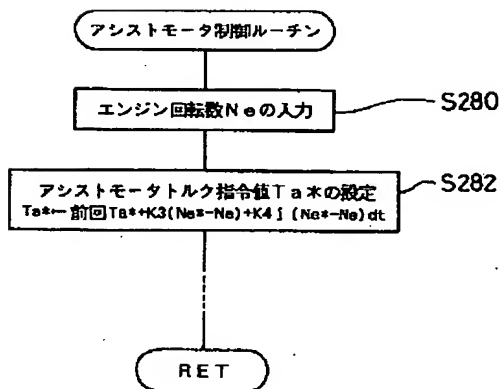 アシストモータ制御ルーチン
エンジン回転数Neの入力
S280
アシストモータトルク指令値Ta*の設定
S282
Ta*←前回Ta*+K3(Ne*-Ne)+K4∫(Ne*-Ne)dt
RET